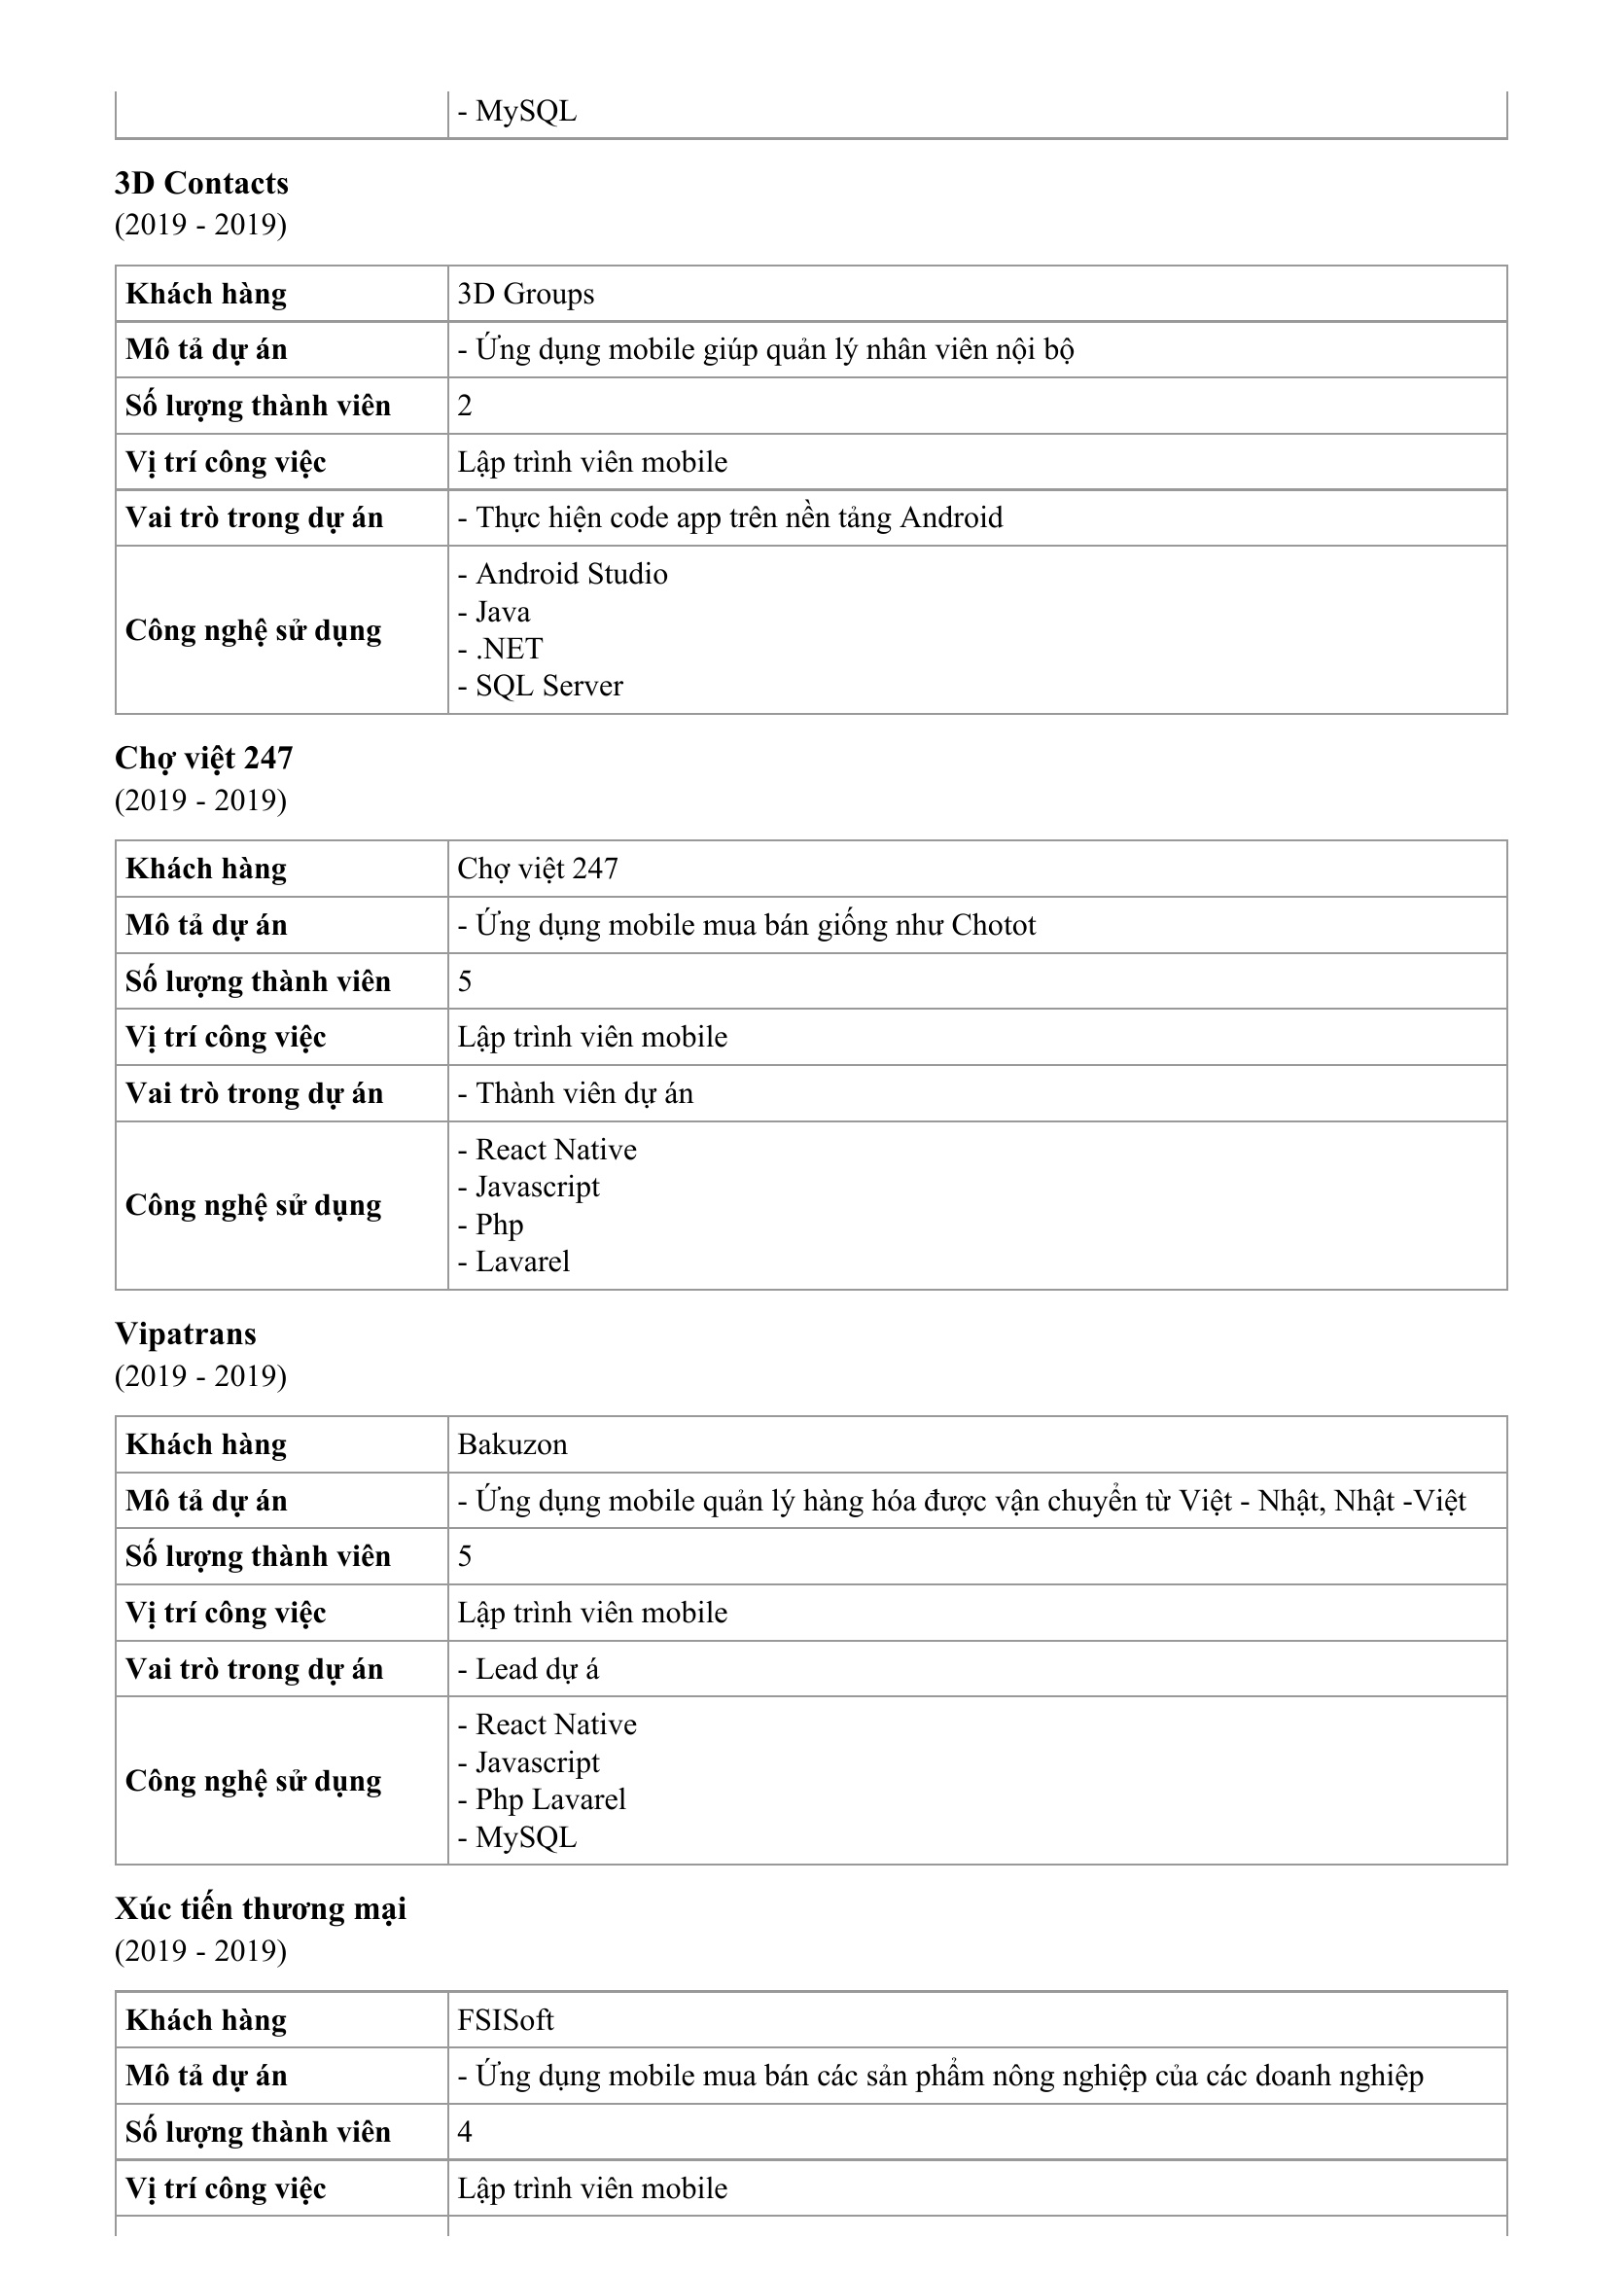 - MySQL
3D Contacts
(2019 - 2019)
Khách hàng 3D Groups
Mô tả dự án - Ứng dụng mobile giúp quản lý nhân viên nội bộ
Số lượng thành viên 2
Vị trí công việc Lập trình viên mobile
Vai trò trong dự án - Thực hiện code app trên nền tảng Android
- Android Studio
- Java
Công nghệ sử dụng
- .NET
- SQL Server
Chợ việt 247
(2019 - 2019)
Khách hàng Chợ việt 247
Mô tả dự án - Ứng dụng mobile mua bán giống như Chotot
Số lượng thành viên 5
Vị trí công việc Lập trình viên mobile
Vai trò trong dự án - Thành viên dự án
- React Native
- Javascript
Công nghệ sử dụng
- Php
- Lavarel
Vipatrans
(2019 - 2019)
Khách hàng Bakuzon
Mô tả dự án - Ứng dụng mobile quản lý hàng hóa được vận chuyển từ Việt - Nhật, Nhật -Việt
Số lượng thành viên 5
Vị trí công việc Lập trình viên mobile
Vai trò trong dự án - Lead dự á
- React Native
- Javascript
Công nghệ sử dụng
- Php Lavarel
- MySQL
Xúc tiến thương mại
(2019 - 2019)
Khách hàng FSISoft
Mô tả dự án - Ứng dụng mobile mua bán các sản phẩm nông nghiệp của các doanh nghiệp
Số lượng thành viên 4
Vị trí công việc Lập trình viên mobile